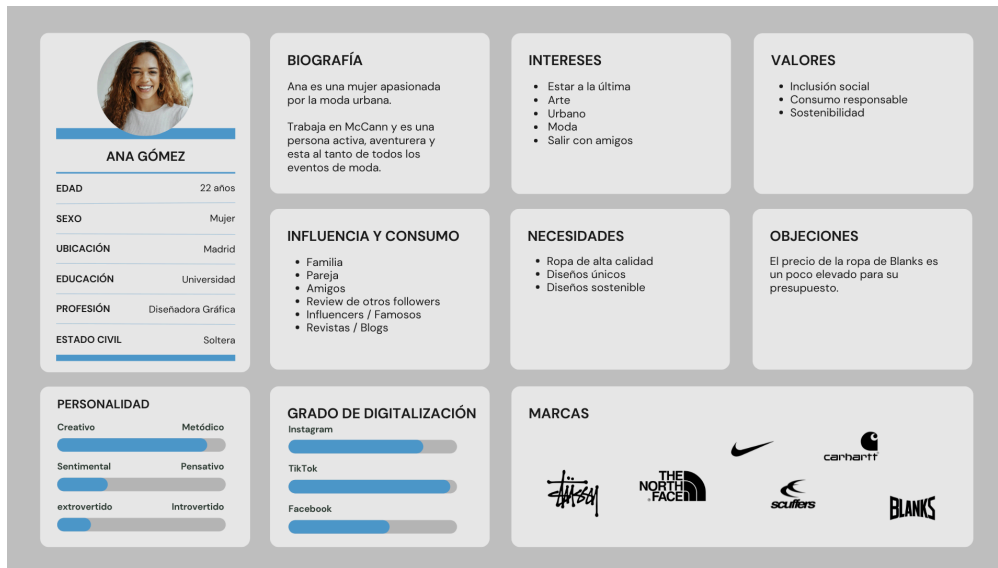 ANA GÓMEZ
EDAD 22 años
SEXO Mujer
UBICACIÓN Madrid
EDUCACIÓN Universidad
PROFESIÓN Diseñadora Gráfica
ESTADO CIVIL Soltera
BIOGRAFÍA
Ana es una mujer apasionada
por la moda urbana.
Trabaja en McCann y es una
persona activa, aventurera y
esta al tanto de todos los
eventos de moda.
INTERESES
• Estar a la última
• Arte
• Urbano
• Moda
• Salir con amigos
VALORES
• Inclusión social
• Consumo responsable
• Sostenibilidad
INFLUENCIA Y CONSUMO
• Familia
• Pareja
• Amigos
• Review de otros followers
• Influencers / Famosos
• Revistas / Blogs
NECESIDADES
• Ropa de alta calidad
• Diseños únicos
• Diseños sostenible
OBJECIONES
El precio de la ropa de Blanks es
un poco elevado para su
presupuesto.
PERSONALIDAD
Creativo Metódico
Sentimental Pensativo
extrovertido Introvertido
GRADO DE DIGITALIZACIÓN
Instagram
TikTok
Facebook
MARCAS
carhartt
Stüssy
THE
NORTH
FACE
scuffers
BLANKS